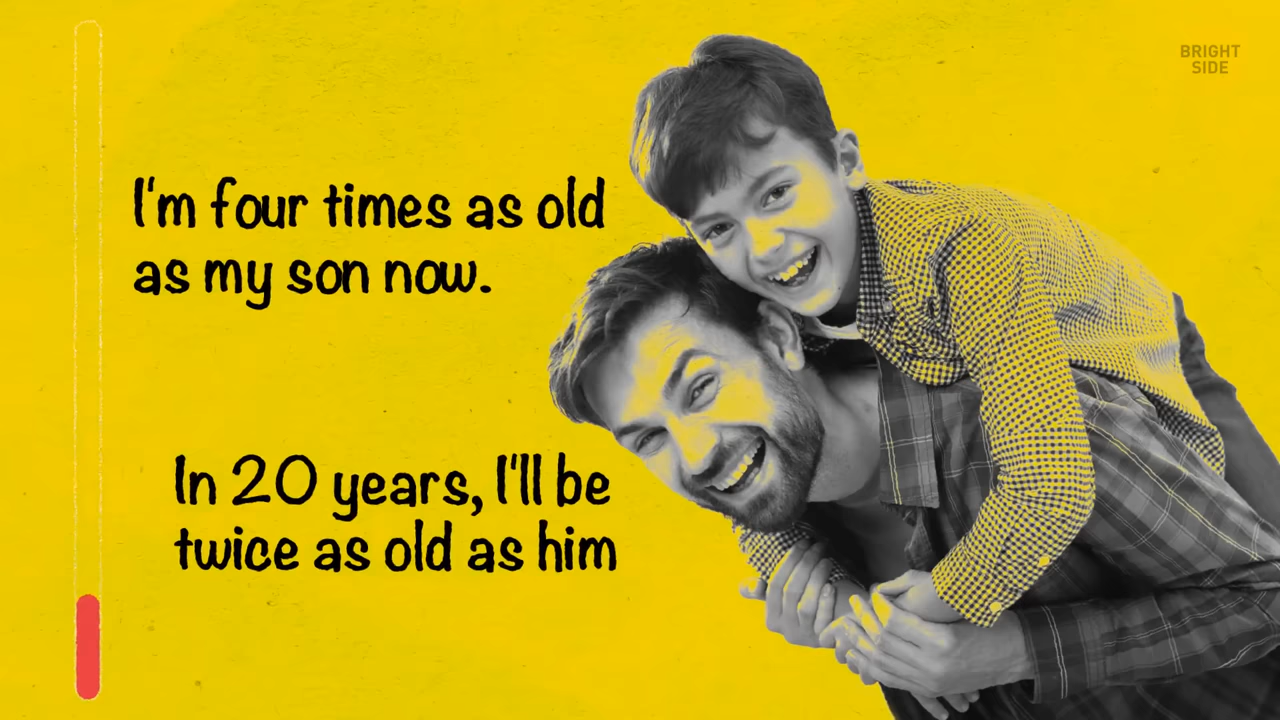 BRIGHT
SIDE
I'm four times as old
as my son now.
In 20 years, I'll be
twice as old as him